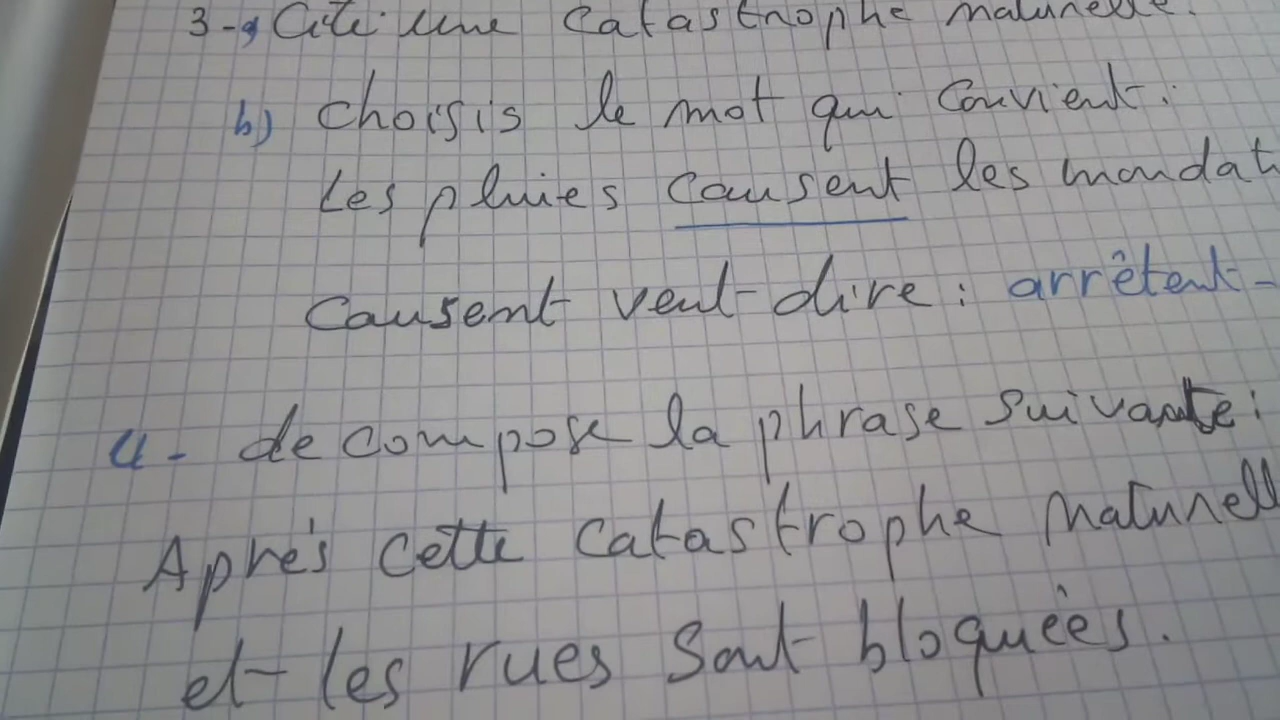 3-a Cite une catastrophe naturelle.
b) choisis le mot qui convient.
Les pluies causent les inondat
Causent veut-dire : arrêtent -
4- decompose la phrase suivante :
Après cette catastrophe naturell
et les rues sont bloquées.